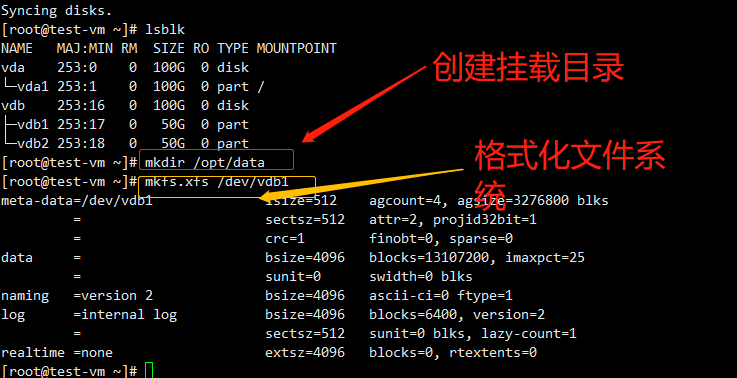 Syncing disks.
[root@test-vm ~]# lsblk
NAME   MAJ:MIN RM  SIZE RO TYPE MOUNTPOINT
vda    253:0    0  100G  0 disk
└─vda1 253:1    0  100G  0 part /
vdb    253:16   0  100G  0 disk
├─vdb1 253:17   0   50G  0 part
└─vdb2 253:18   0   50G  0 part
创建挂载目录
[root@test-vm ~]# mkdir /opt/data
[root@test-vm ~]# mkfs.xfs /dev/vdb1
格式化文件系
统
meta-data=/dev/vdb1              isize=512    agcount=4, agsize=3276800 blks
         =                       sectsz=512   attr=2, projid32bit=1
         =                       crc=1        finobt=0, sparse=0
data     =                       bsize=4096   blocks=13107200, imaxpct=25
         =                       sunit=0      swidth=0 blks
naming   =version 2              bsize=4096   ascii-ci=0 ftype=1
log      =internal log           bsize=4096   blocks=6400, version=2
         =                       sectsz=512   sunit=0 blks, lazy-count=1
realtime =none                   extsz=4096   blocks=0, rtextents=0
[root@test-vm ~]#